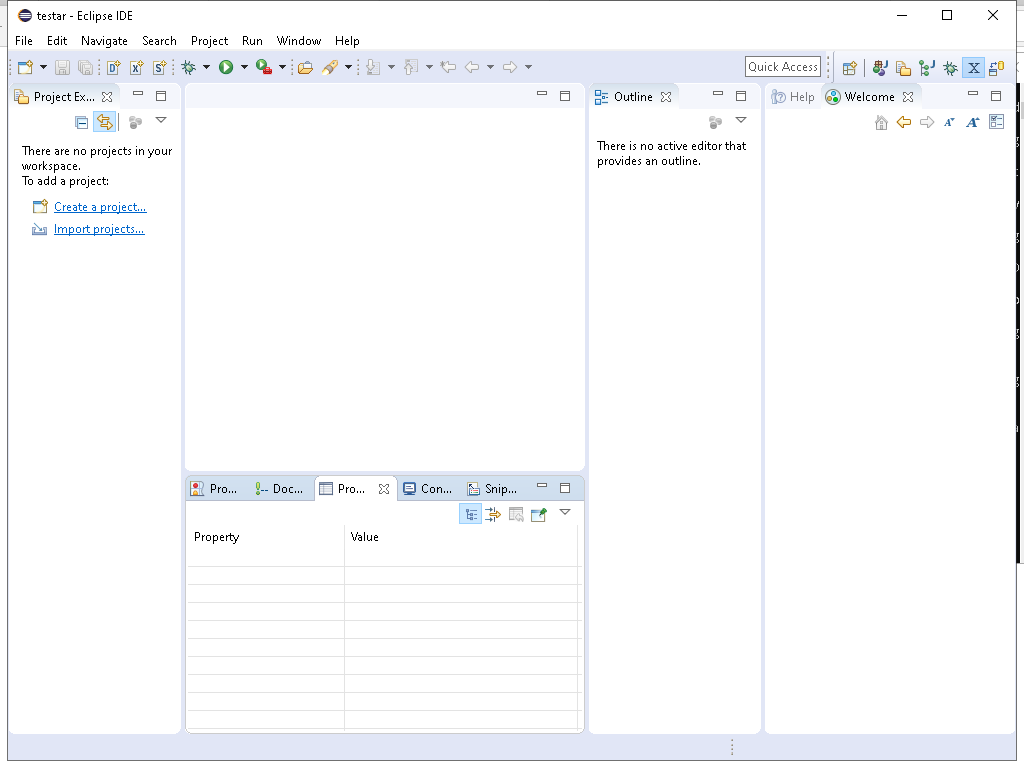 testar - Eclipse IDE
File Edit Navigate Search Project Run Window Help
Quick Access
Project Ex...
Outline
Help
Welcome
There are no projects in your
workspace.
To add a project:
Create a project...
Import projects...
There is no active editor that
provides an outline.
Pro...
Doc...
Pro...
Con...
Snip...
Property Value